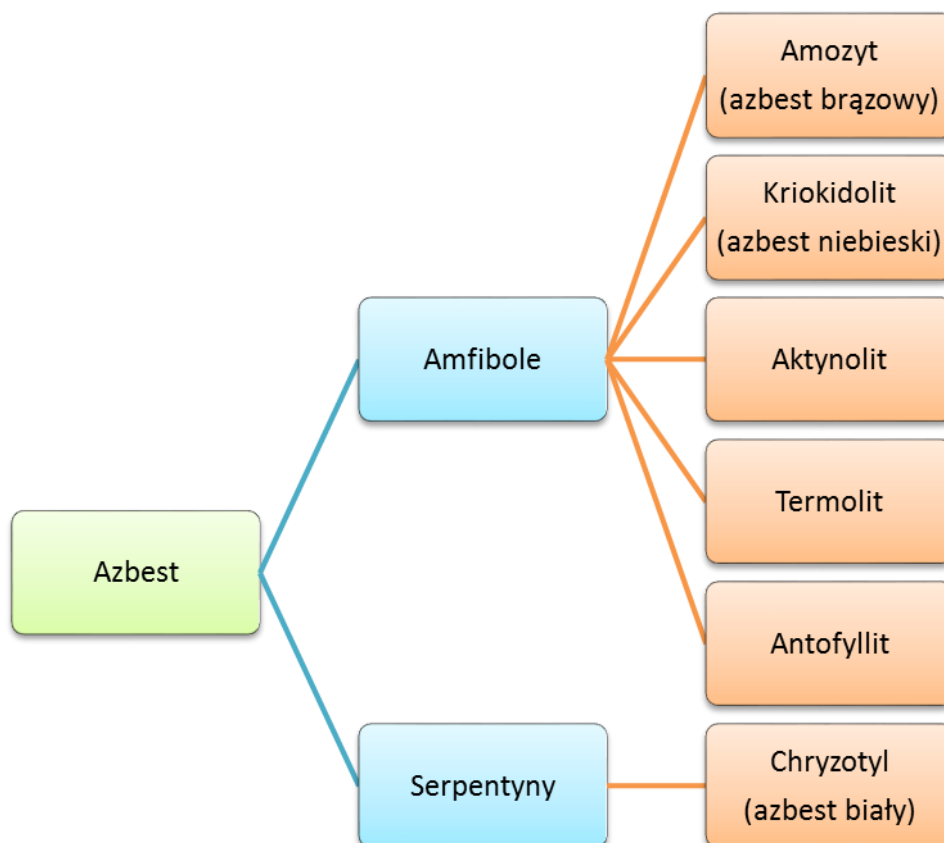 Amozyt
(azbest brązowy)
Kriokidolit
(azbest niebieski)
Amfibole
Aktynolit
Termolit
Azbest
Antofyllit
Serpentyny
Chryzotyl
(azbest biały)